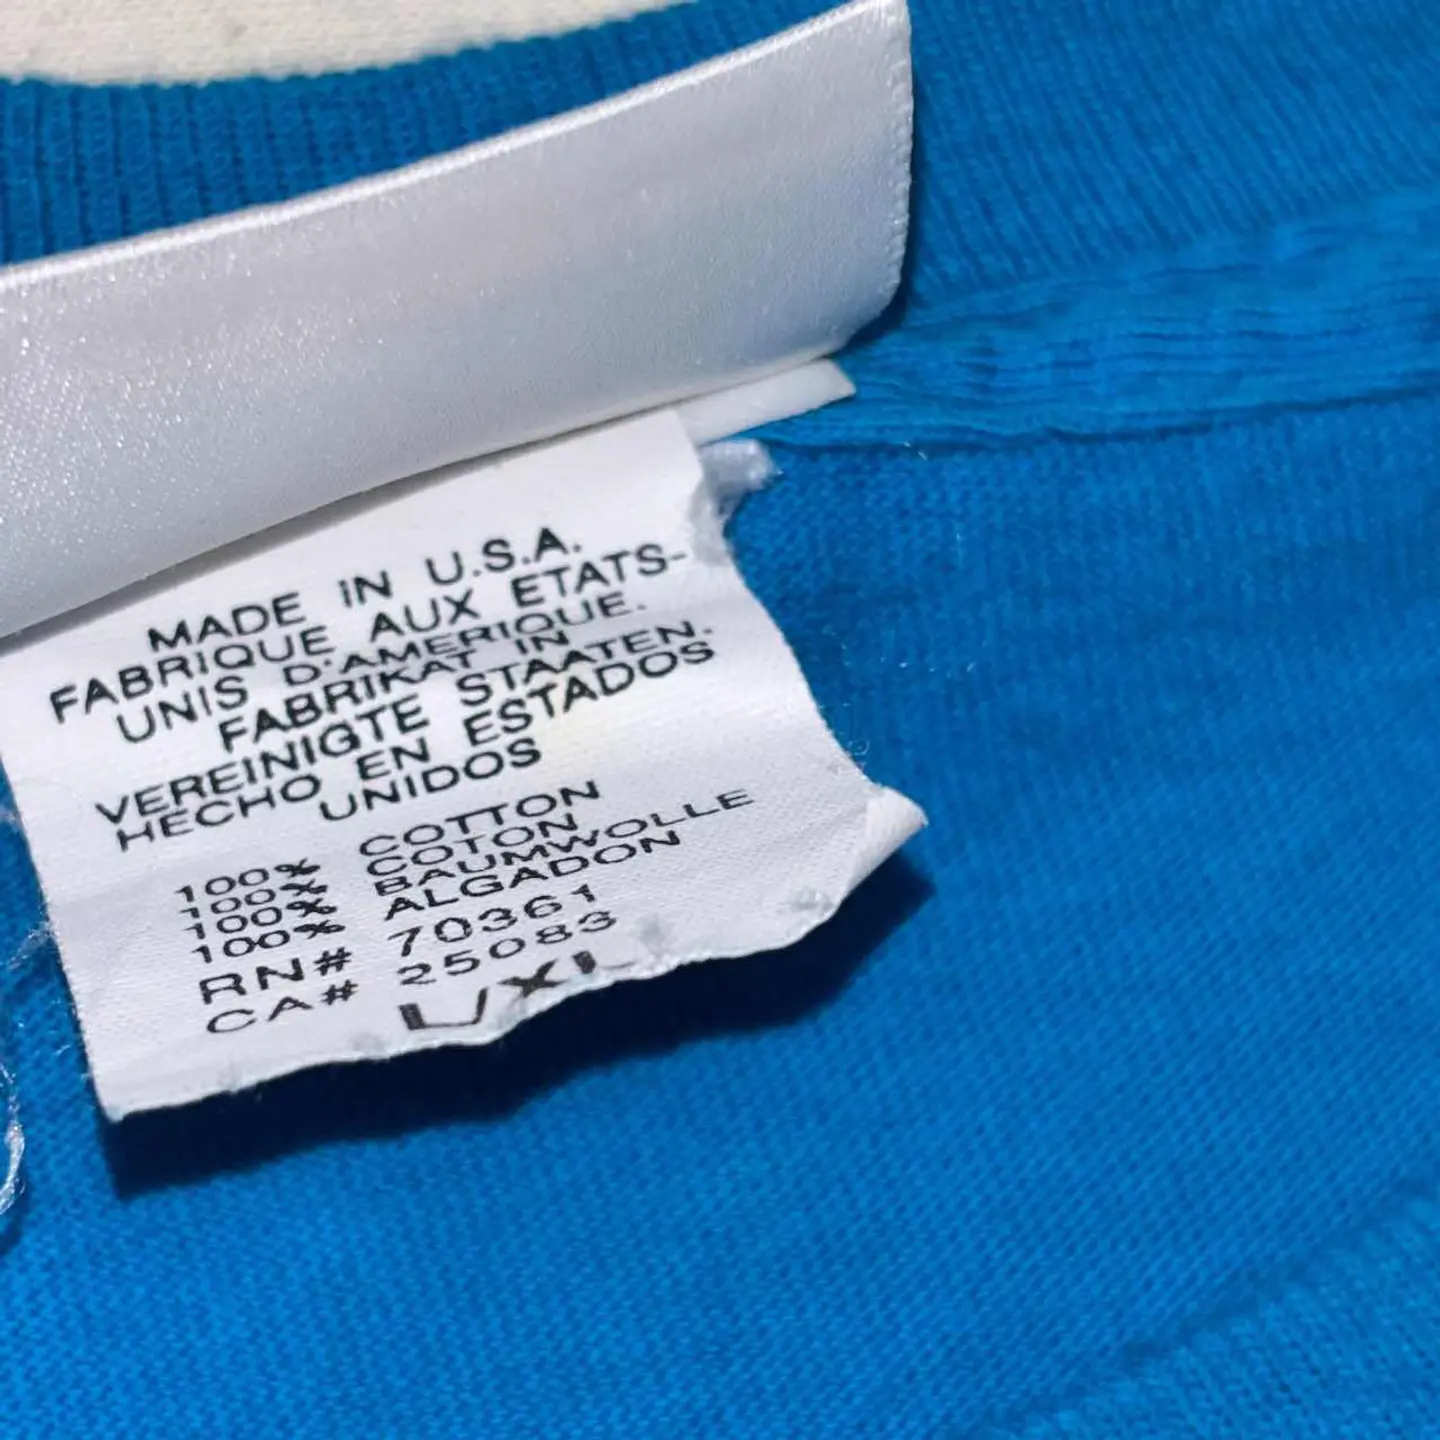 MADE IN U.S.A.
FABRIQUE AUX ETATS-
UNIS D'AMERIQUE.
FABRIKAT IN
VEREINIGTE STAATEN.
HECHO EN ESTADOS
UNIDOS
100% COTTON
100% COTON
100% BAUMWOLLE
100% ALGADON
RN# 70361
CA# 25083